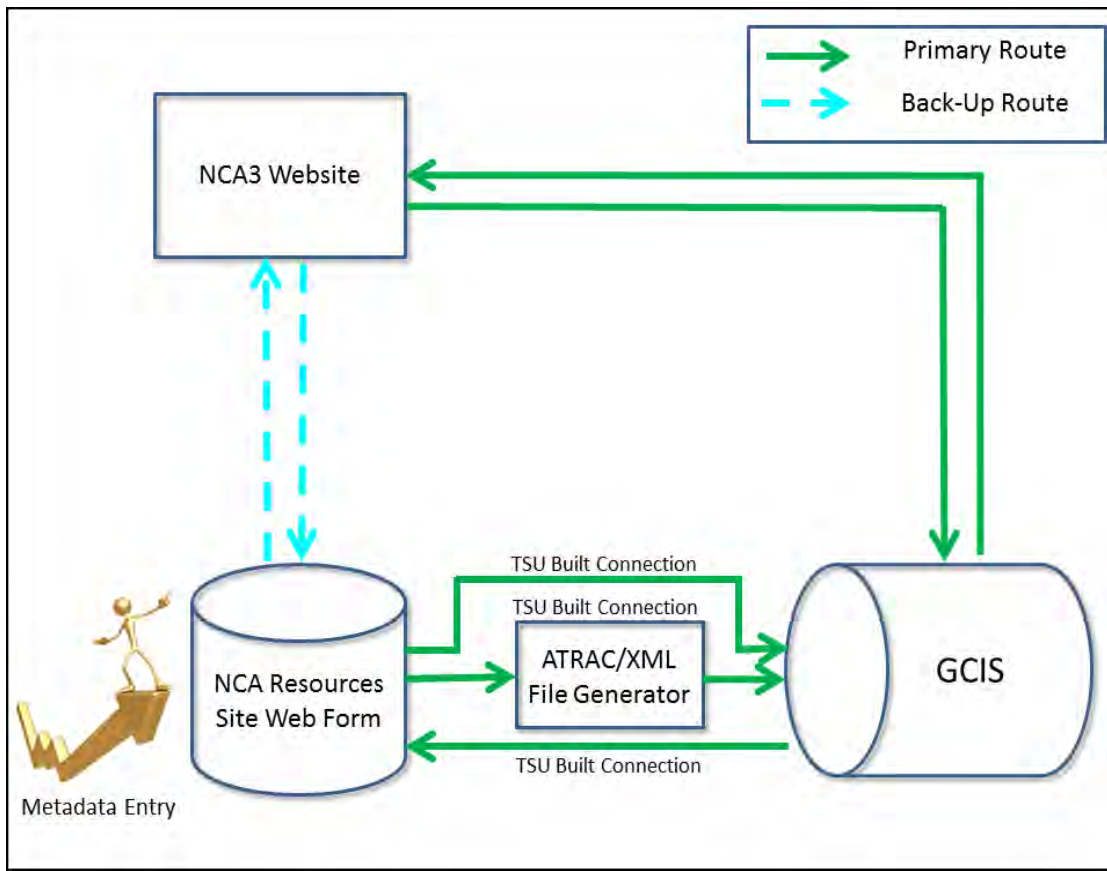 Primary Route
Back-Up Route
NCA3 Website
TSU Built Connection
TSU Built Connection
ATRAC/XML
File Generator
NCA Resources
Site Web Form
GCIS
TSU Built Connection
Metadata Entry